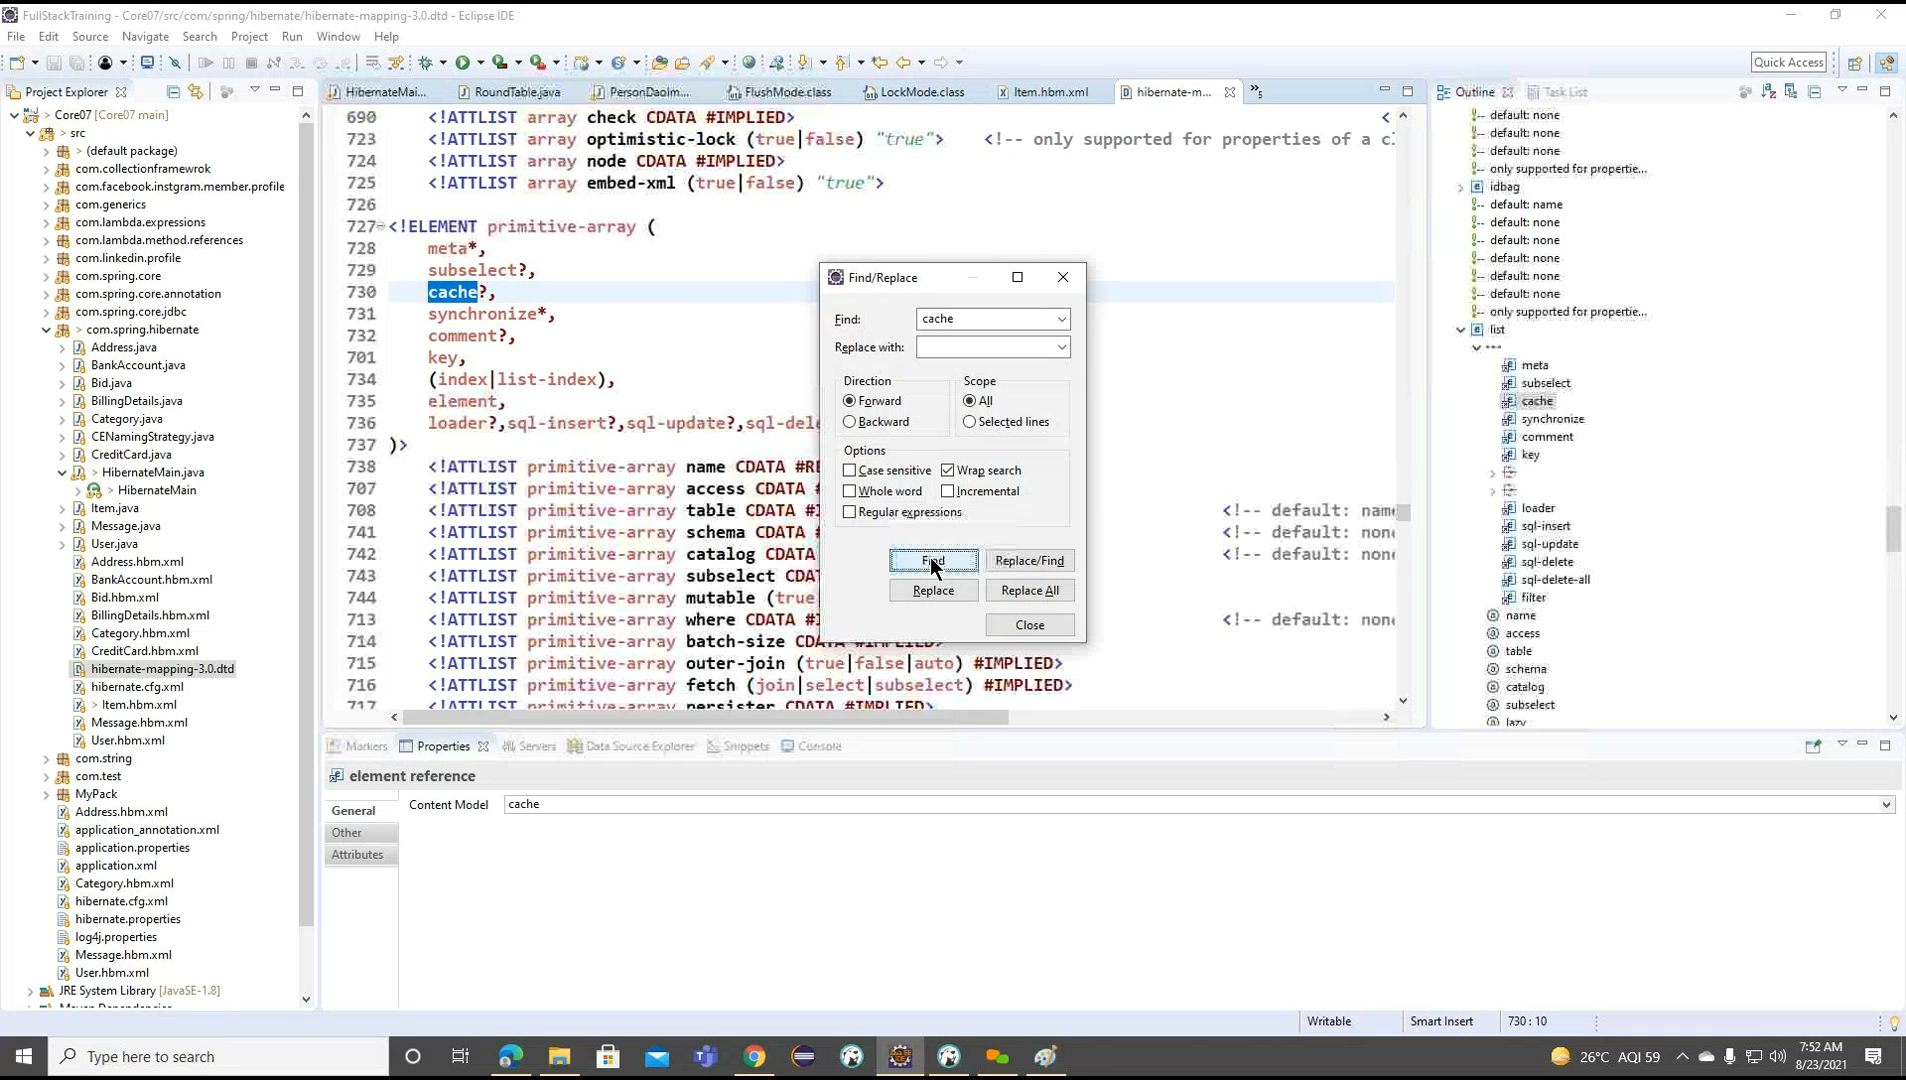 FullStackTraining - Core07/src/com/spring/hibernate/hibernate-mapping-3.0.dtd - Eclipse IDE
File Edit Source Navigate Search Project Run Window Help
Quick Access
Project Explorer
Core07 [Core07 main]
src
(default package)
com.collectionframewrok
com.facebook.instgram.member.profile
com.generics
com.lambda.expressions
com.lambda.method.references
com.linkedin.profile
com.spring.core
com.spring.core.annotation
com.spring.core.jdbc
com.spring.hibernate
Address.java
BankAccount.java
Bid.java
BillingDetails.java
Category.java
CENamingStrategy.java
CreditCard.java
HibernateMain.java
HibernateMain
Item.java
Message.java
User.java
Address.hbm.xml
BankAccount.hbm.xml
Bid.hbm.xml
BillingDetails.hbm.xml
Category.hbm.xml
CreditCard.hbm.xml
hibernate-mapping-3.0.dtd
hibernate.cfg.xml
Item.hbm.xml
Message.hbm.xml
User.hbm.xml
com.string
com.test
MyPack
Address.hbm.xml
application_annotation.xml
application.properties
application.xml
Category.hbm.xml
hibernate.cfg.xml
hibernate.properties
log4j.properties
Message.hbm.xml
User.hbm.xml
JRE System Library [JavaSE-1.8]
HibernateMai... RoundTable.java PersonDaoIm... FlushMode.class LockMode.class Item.hbm.xml hibernate-m... »5
690 <!ATTLIST array check CDATA #IMPLIED> <
723 <!ATTLIST array optimistic-lock (true|false) "true"> <!-- only supported for properties of a cl
724 <!ATTLIST array node CDATA #IMPLIED>
725 <!ATTLIST array embed-xml (true|false) "true">
726
727 <!ELEMENT primitive-array (
728 meta*,
729 subselect?,
730 cache?,
731 synchronize*,
732 comment?,
701 key,
734 (index|list-index),
735 element,
736 loader?,sql-insert?,sql-update?,sql-dele
737 )>
738 <!ATTLIST primitive-array name CDATA #RE
707 <!ATTLIST primitive-array access CDATA #
708 <!ATTLIST primitive-array table CDATA #I <!-- default: name
741 <!ATTLIST primitive-array schema CDATA # <!-- default: none
742 <!ATTLIST primitive-array catalog CDATA <!-- default: none
743 <!ATTLIST primitive-array subselect CDAT
744 <!ATTLIST primitive-array mutable (true
713 <!ATTLIST primitive-array where CDATA #I <!-- default: none
714 <!ATTLIST primitive-array batch-size CDATA #IMPLIED>
715 <!ATTLIST primitive-array outer-join (true|false|auto) #IMPLIED>
716 <!ATTLIST primitive-array fetch (join|select|subselect) #IMPLIED>
717 <!ATTLIST primitive-array persister CDATA #IMPLIED>
Find/Replace
Find: cache
Replace with:
Direction Scope
Forward All
Backward Selected lines
Options
Case sensitive Wrap search
Whole word Incremental
Regular expressions
Find Replace/Find
Replace Replace All
Close
Outline Task List
default: none
default: none
default: none
only supported for propertie...
idbag
default: name
default: none
default: none
default: none
default: none
default: none
only supported for propertie...
list
meta
subselect
cache
synchronize
comment
key
loader
sql-insert
sql-update
sql-delete
sql-delete-all
filter
name
access
table
schema
catalog
subselect
lazy
Markers Properties Servers Data Source Explorer Snippets Console
element reference
General
Other
Attributes
Content Model cache
Writable Smart Insert 730 : 10
Type here to search
26°C AQI 59
7:52 AM
8/23/2021